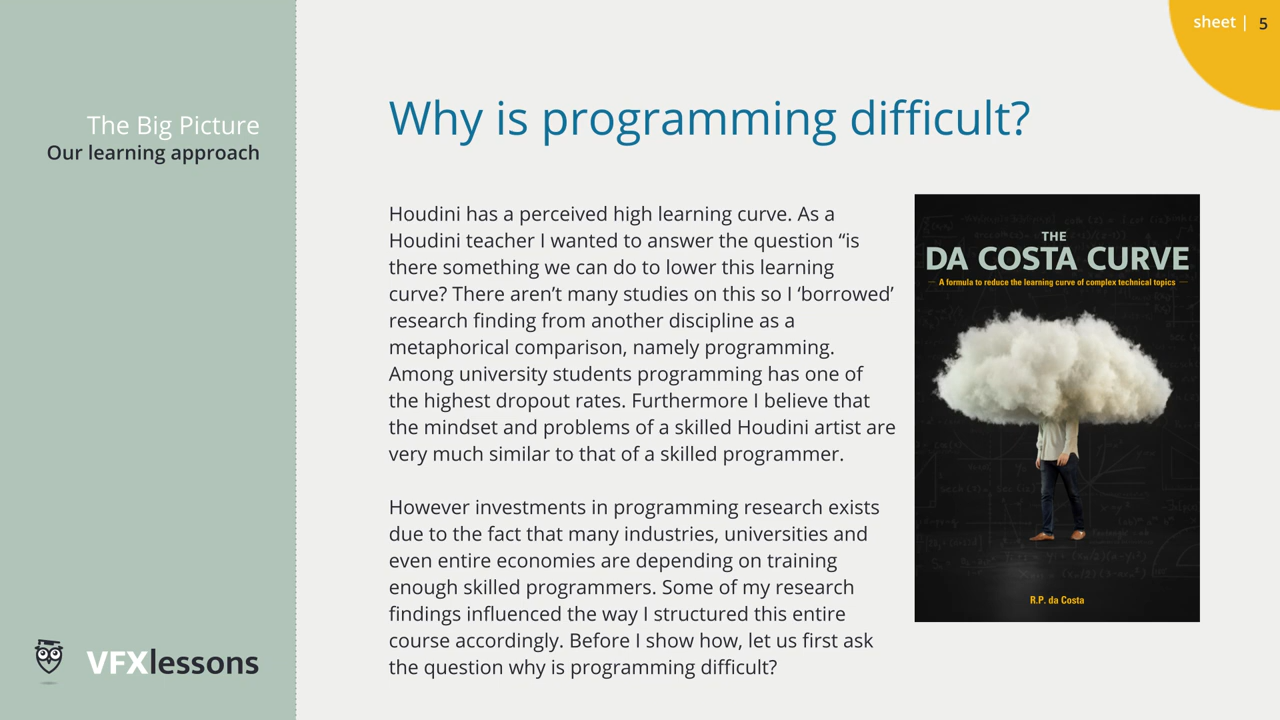 sheet | 5
The Big Picture
Our learning approach
Why is programming difficult?
Houdini has a perceived high learning curve. As a
Houdini teacher I wanted to answer the question “is
there something we can do to lower this learning
curve? There aren’t many studies on this so I ‘borrowed’
research finding from another discipline as a
metaphorical comparison, namely programming.
Among university students programming has one of
the highest dropout rates. Furthermore I believe that
the mindset and problems of a skilled Houdini artist are
very much similar to that of a skilled programmer.
However investments in programming research exists
due to the fact that many industries, universities and
even entire economies are depending on training
enough skilled programmers. Some of my research
findings influenced the way I structured this entire
course accordingly. Before I show how, let us first ask
the question why is programming difficult?
THE
DA COSTA CURVE
A formula to reduce the learning curve of complex technical topics
R.P. da Costa
VFXlessons